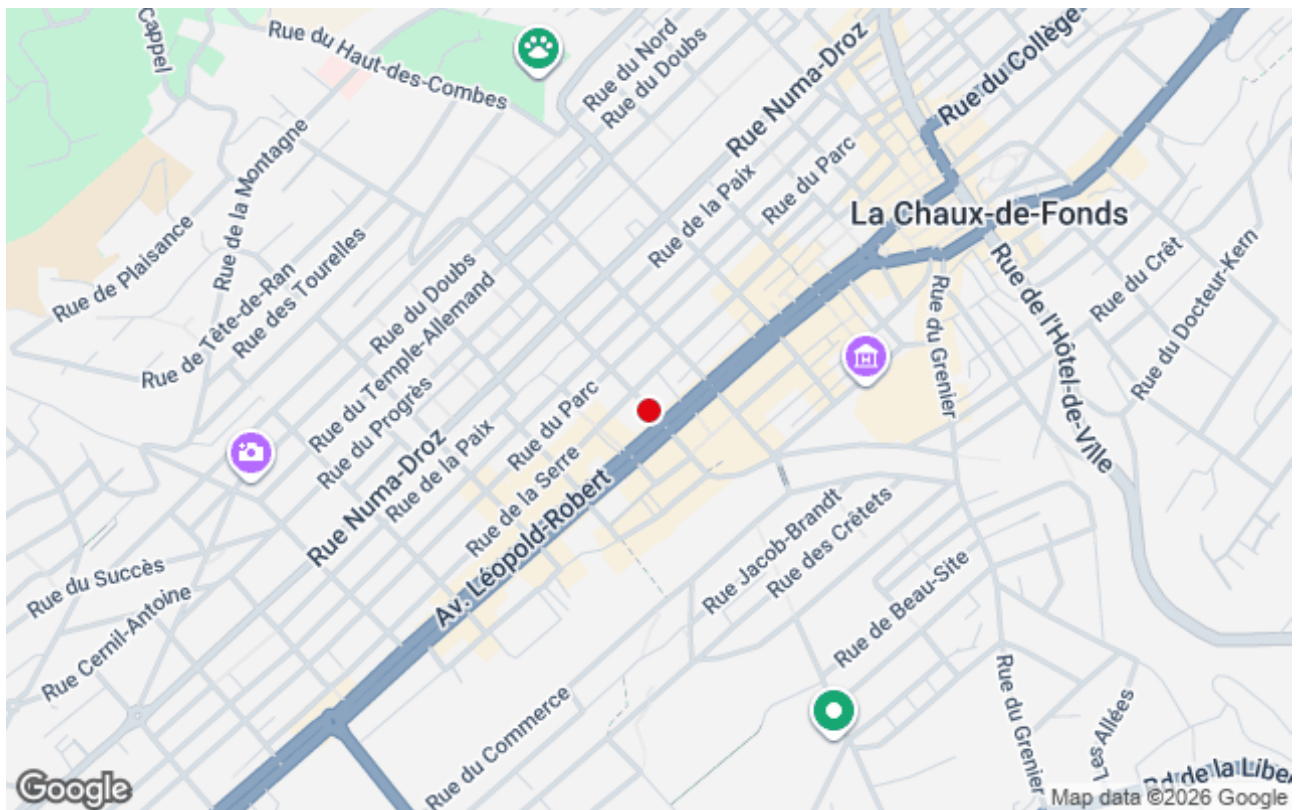 Cappel
Rue du Haut-des-Combes
Rue du Nord
Rue du Doubs
Rue Numa-Droz
Rue du Collège
Rue du Parc
Rue de la Paix
La Chaux-de-Fonds
Rue de la Montagne
Rue de Plaisance
Rue des Tourelles
Rue de Tête-de-Ran
Rue du Doubs
Rue du Temple-Allemand
Rue du Progrès
Rue du Crêt
Rue du Docteur-Kern
Rue de l'Hôtel-de-Ville
Rue du Grenier
Rue du Parc
Rue de la Paix
Rue Numa-Droz
Rue de la Serre
Av. Léopold-Robert
Rue du Succès
Rue Cernil-Antoine
Rue Jacob-Brandt
Rue des Crêtets
Rue de Beau-Site
Rue du Grenier
Les Allées
Rue du Commerce
Bd de la Liber
Google
Map data ©2026 Google